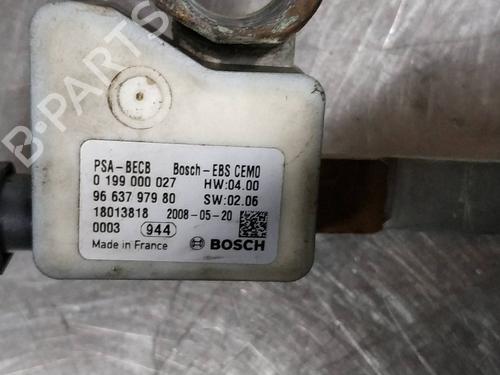 PSA-BECB Bosch-EBS CEMO
0 199 000 027 HW:04.00
96 637 979 80 SW:02.06
18013818 2008-05-20
0003 944
Made in France BOSCH